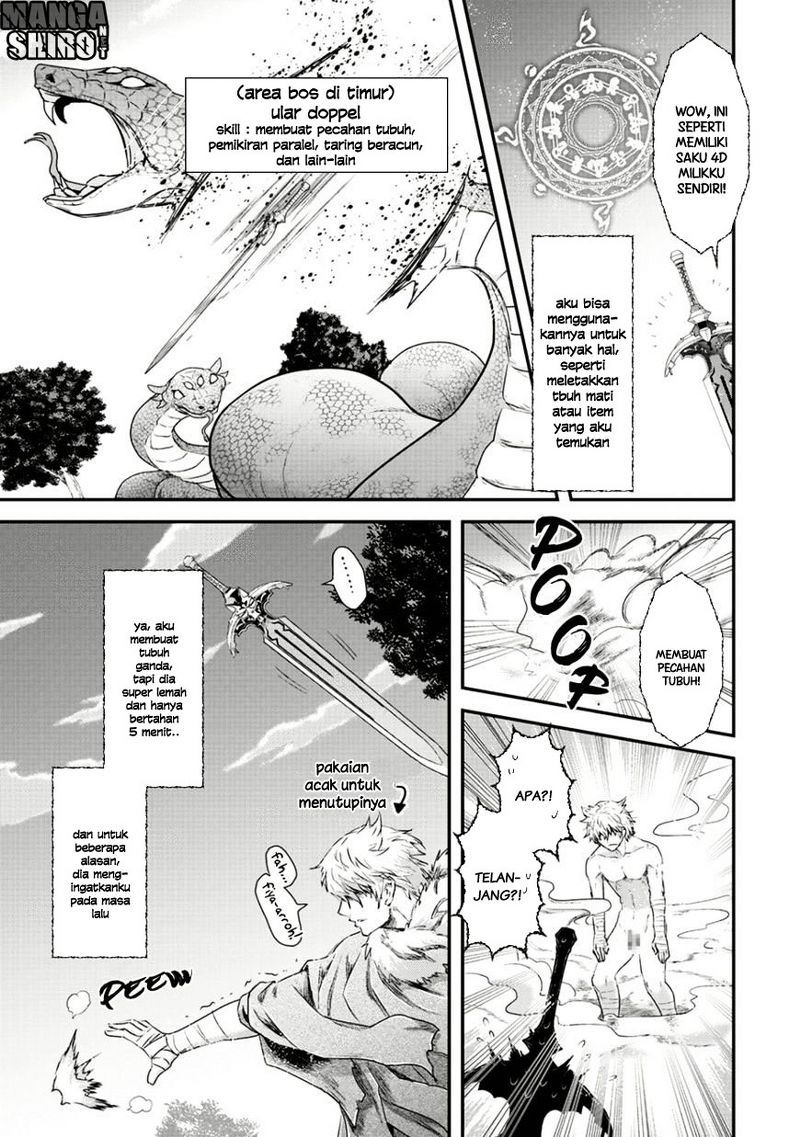 MANGA
SHIRO
NET
WOW, INI
SEPERTI
MEMILIKI
SAKU 4D
MILIKKU
SENDIRI!
aku bisa
mengguna-
kannya untuk
banyak hal,
seperti
meletakkan
tbuh mati
atau item
yang aku
temukan
(area bos di timur)
ular doppel
skill : membuat pecahan tubuh,
pemikiran paralel, taring beracun,
dan lain-lain
MEMBUAT
PECAHAN
TUBUH!
POOF
APA?!
TELAN-
JANG?!
......
ya, aku
membuat
tubuh
ganda,
tapi dia
super lemah
dan hanya
bertahan
5 menit..
pakaian
acak untuk
menutupinya
dan untuk
beberapa
alasan,
dia meng-
ingatkanku
pada masa
lalu
fah...
fiya-arroh!
PEEW